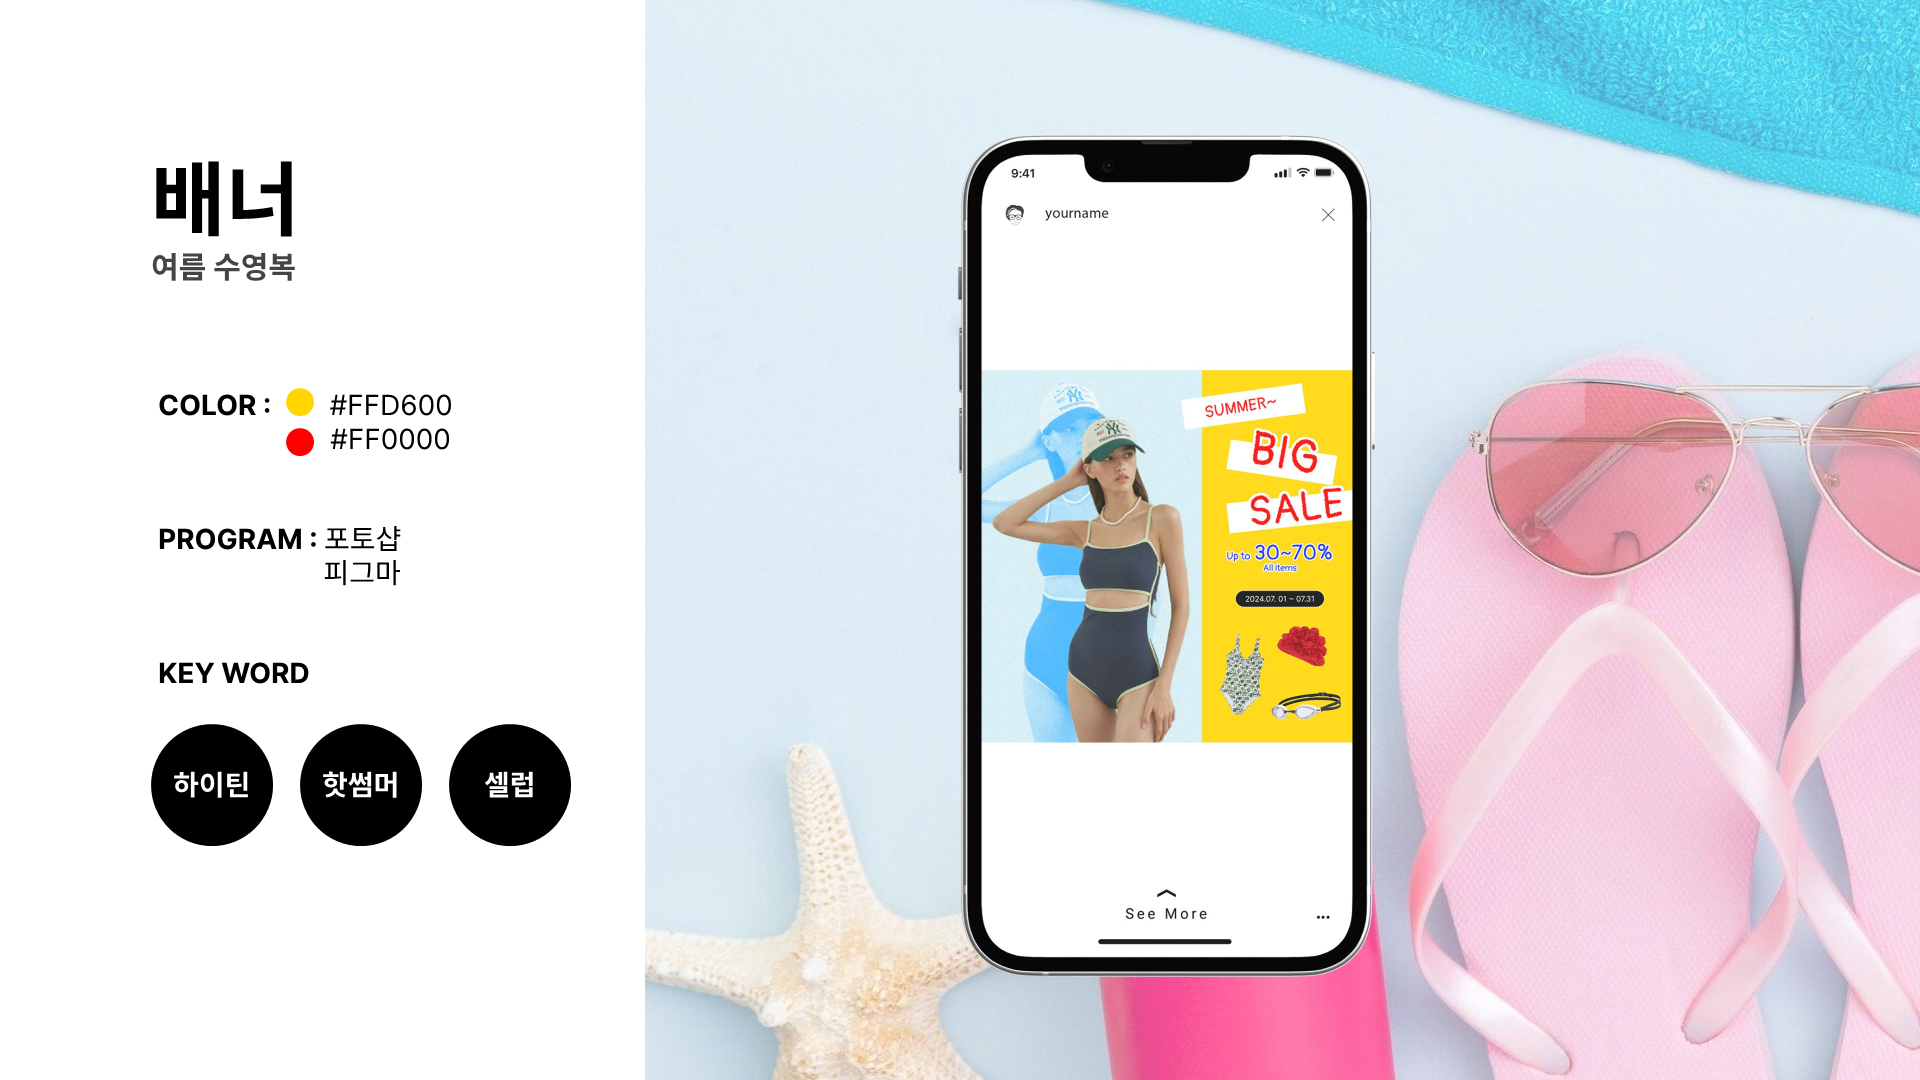 배너
여름 수영복
COLOR : #FFD600
#FF0000
PROGRAM : 포토샵
피그마
KEY WORD
하이틴
핫썸머
셀럽
9:41
yourname
SUMMER~
BIG
SALE
Up to 30~70%
All items
2024.07. 01 ~ 07.31
See More